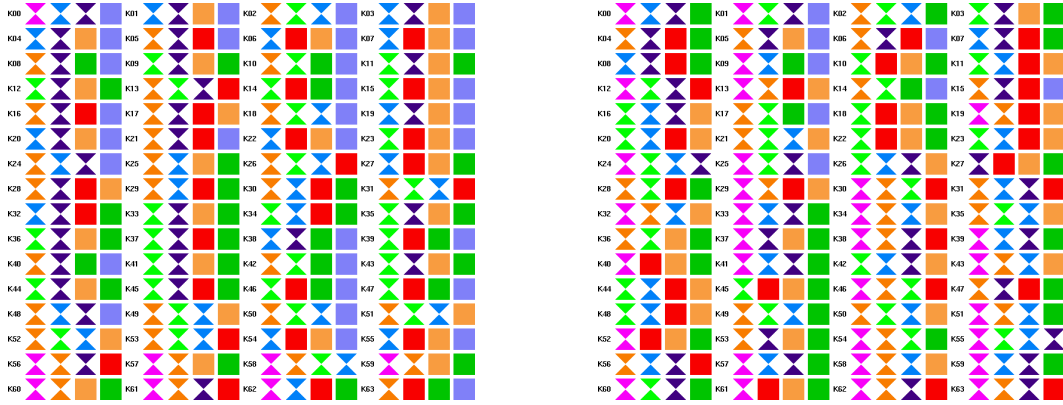 K00 K01 K02 K03 K00 K01 K02 K03
K04 K05 K06 K07 K04 K05 K06 K07
K08 K09 K10 K11 K08 K09 K10 K11
K12 K13 K14 K15 K12 K13 K14 K15
K16 K17 K18 K19 K16 K17 K18 K19
K20 K21 K22 K23 K20 K21 K22 K23
K24 K25 K26 K27 K24 K25 K26 K27
K28 K29 K30 K31 K28 K29 K30 K31
K32 K33 K34 K35 K32 K33 K34 K35
K36 K37 K38 K39 K36 K37 K38 K39
K40 K41 K42 K43 K40 K41 K42 K43
K44 K45 K46 K47 K44 K45 K46 K47
K48 K49 K50 K51 K48 K49 K50 K51
K52 K53 K54 K55 K52 K53 K54 K55
K56 K57 K58 K59 K56 K57 K58 K59
K60 K61 K62 K63 K60 K61 K62 K63